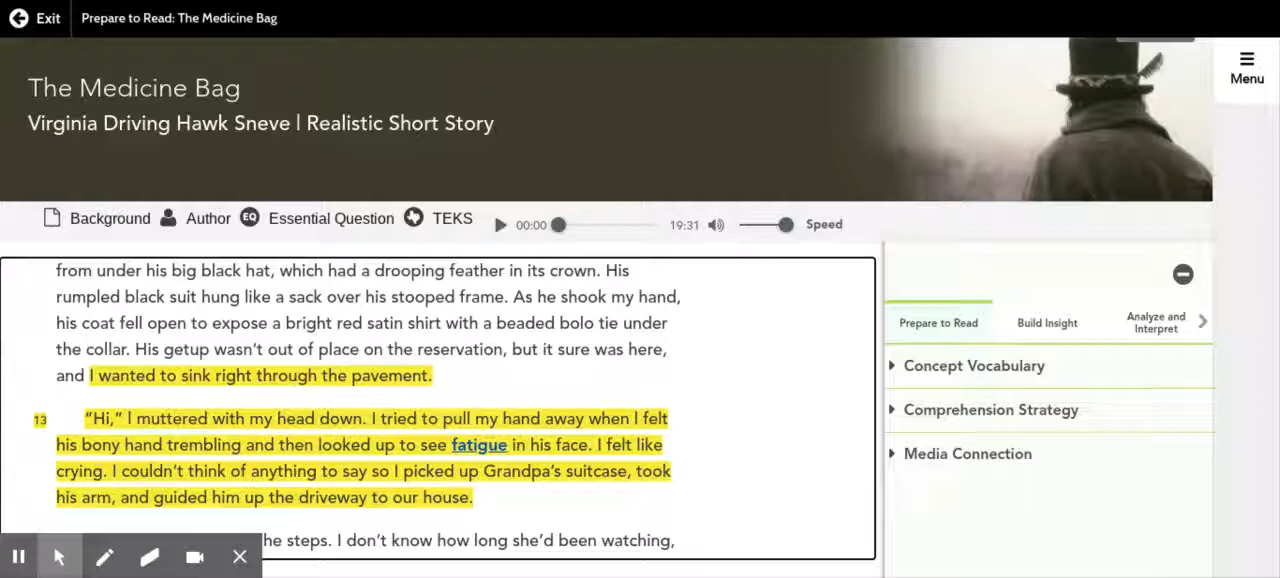 Exit Prepare to Read: The Medicine Bag
Menu
The Medicine Bag
Virginia Driving Hawk Sneve | Realistic Short Story
Background Author EQ Essential Question TEKS 00:00 19:31 Speed
from under his big black hat, which had a drooping feather in its crown. His
rumpled black suit hung like a sack over his stooped frame. As he shook my hand,
his coat fell open to expose a bright red satin shirt with a beaded bolo tie under
the collar. His getup wasn't out of place on the reservation, but it sure was here,
and I wanted to sink right through the pavement.
13 "Hi," I muttered with my head down. I tried to pull my hand away when I felt
his bony hand trembling and then looked up to see fatigue in his face. I felt like
crying. I couldn't think of anything to say so I picked up Grandpa's suitcase, took
his arm, and guided him up the driveway to our house.
he steps. I don't know how long she'd been watching,
Prepare to Read Build Insight Analyze and
Interpret
Concept Vocabulary
Comprehension Strategy
Media Connection